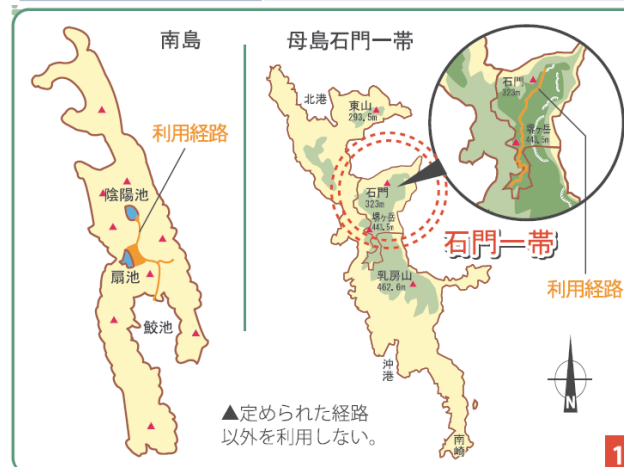 南島
利用経路
陰陽池
扇池
鮫池
母島石門一帯
北港
東山
293.5m
石門
323m
堺ヶ岳
443.5m
乳房山
462.6m
沖港
南崎
石門
323m
堺ヶ岳
443.5m
石門一帯
利用経路
N
▲定められた経路
以外を利用しない。
1